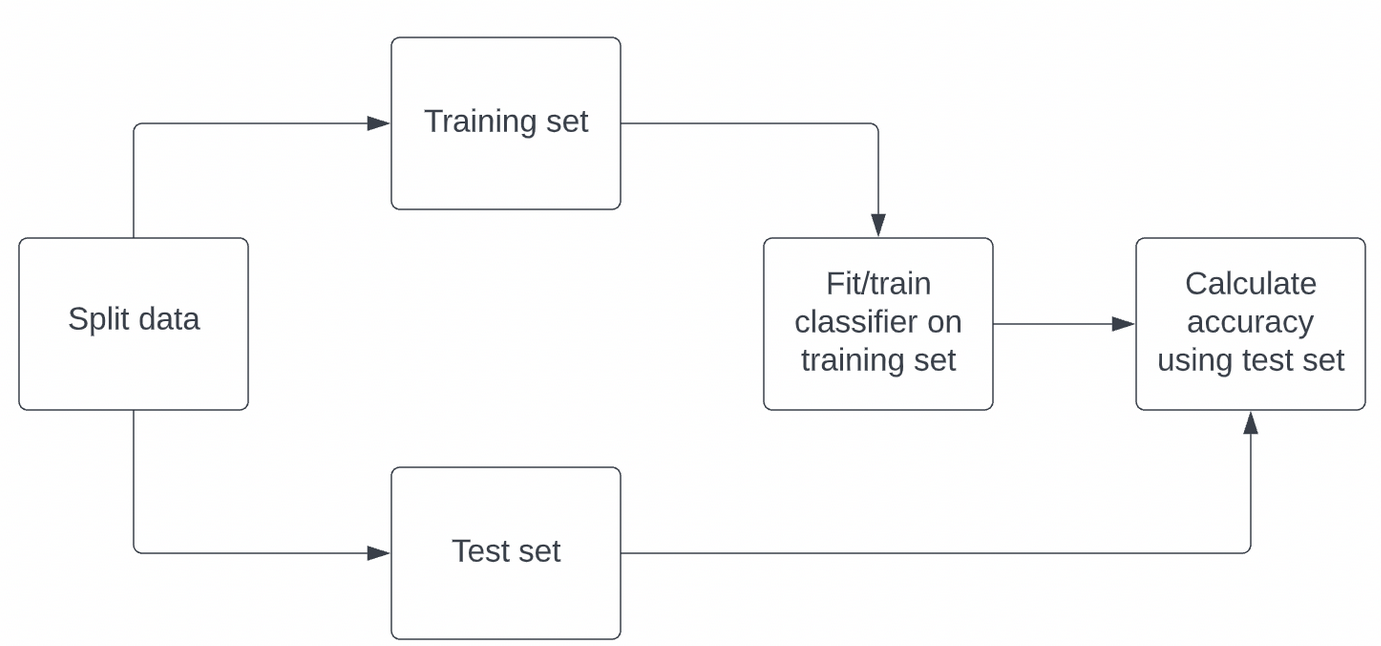 Training set
Split data
Fit/train
classifier on
training set
Calculate
accuracy
using test set
Test set